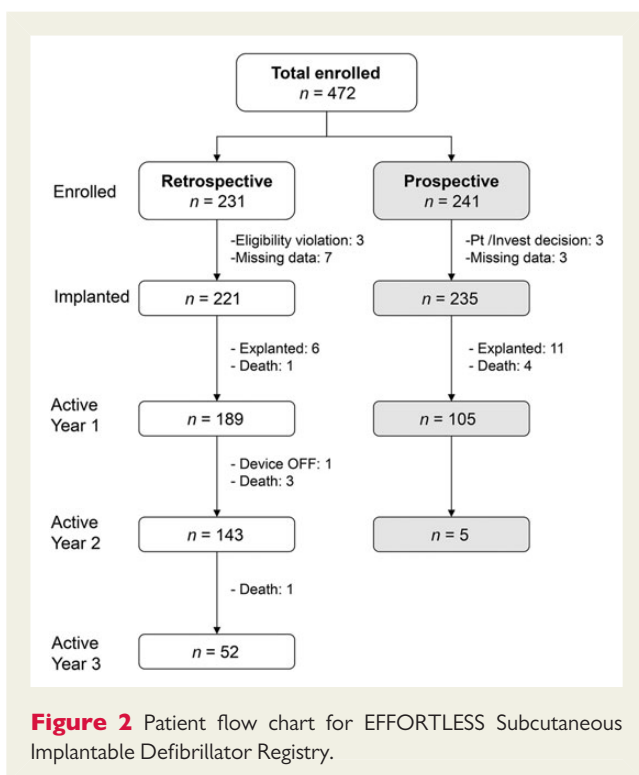 Total enrolled
n = 472
Enrolled
Retrospective
n = 231
Prospective
n = 241
-Eligibility violation: 3
-Missing data: 7
-Pt /Invest decision: 3
-Missing data: 3
Implanted
n = 221
n = 235
- Explanted: 6
- Death: 1
- Explanted: 11
- Death: 4
Active
Year 1
n = 189
n = 105
- Device OFF: 1
- Death: 3
Active
Year 2
n = 143
n = 5
- Death: 1
Active
Year 3
n = 52
Figure 2 Patient flow chart for EFFORTLESS Subcutaneous
Implantable Defibrillator Registry.